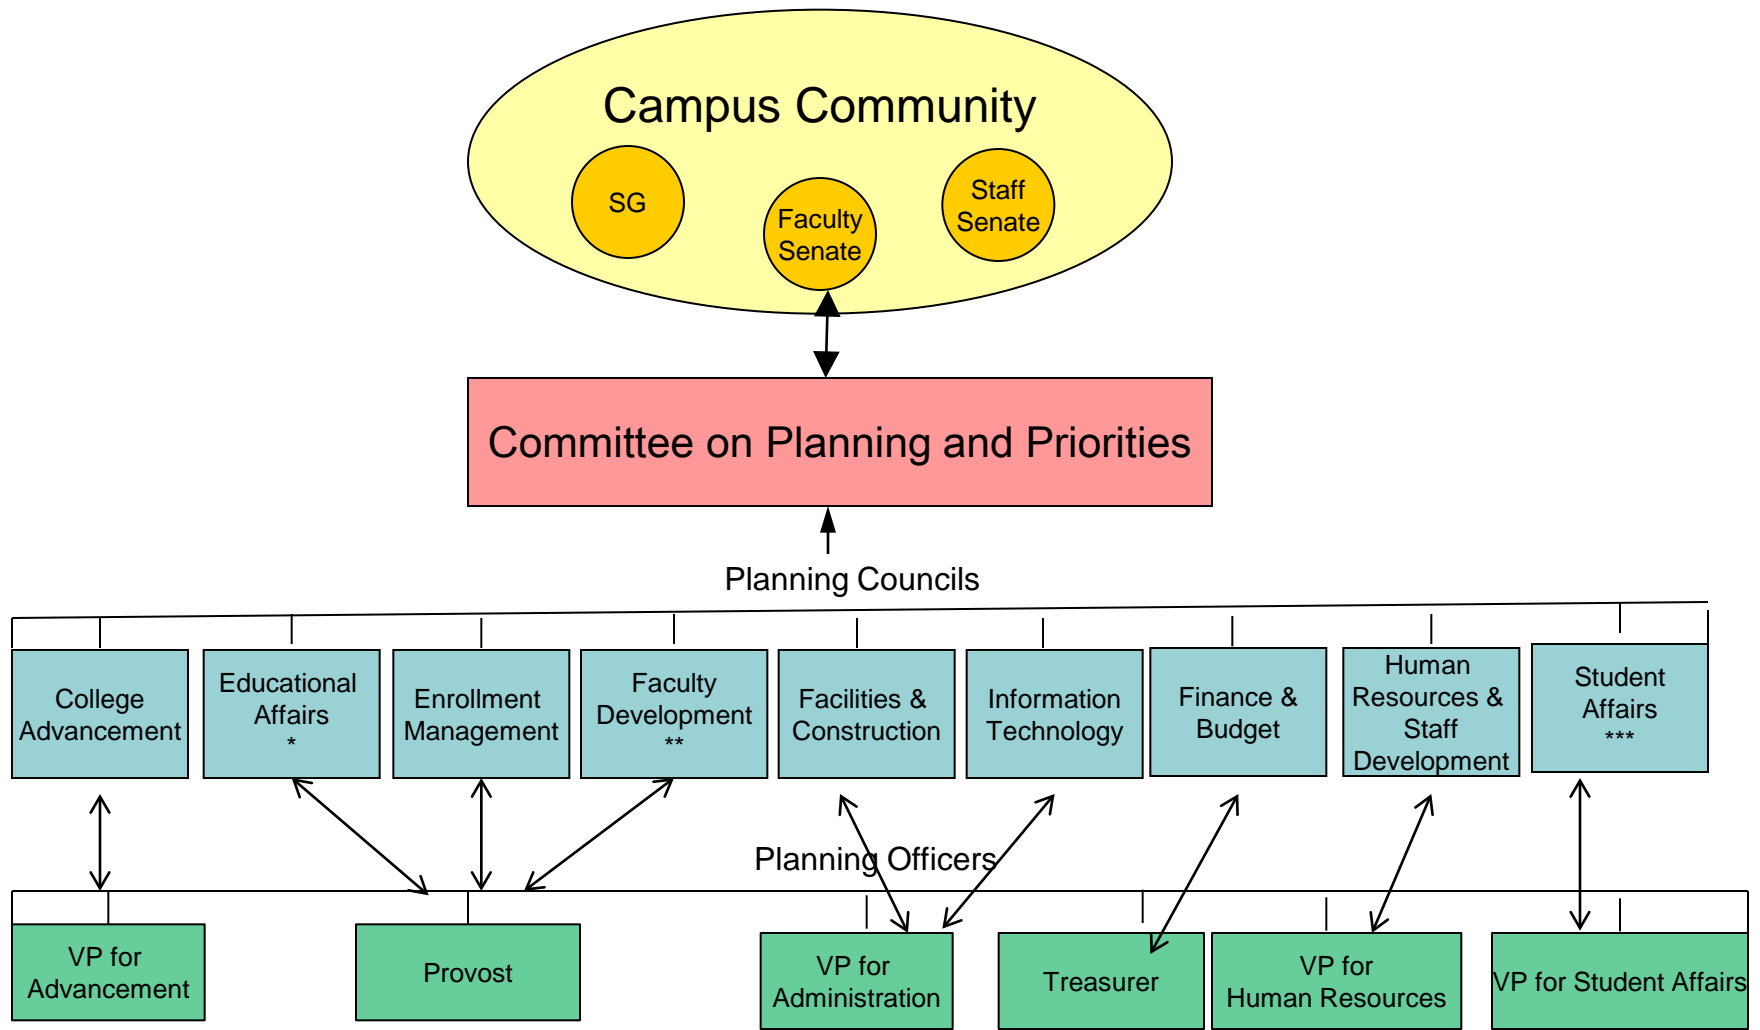 Campus Community
SG
Faculty
Senate
Staff
Senate
Committee on Planning and Priorities
Planning Councils
College
Advancement
Educational
Affairs
*
Enrollment
Management
Faculty
Development
**
Facilities &
Construction
Information
Technology
Finance &
Budget
Human
Resources &
Staff
Development
Student
Affairs
***
Planning Officers
VP for
Advancement
Provost
VP for
Administration
Treasurer
VP for
Human Resources
VP for Student Affairs